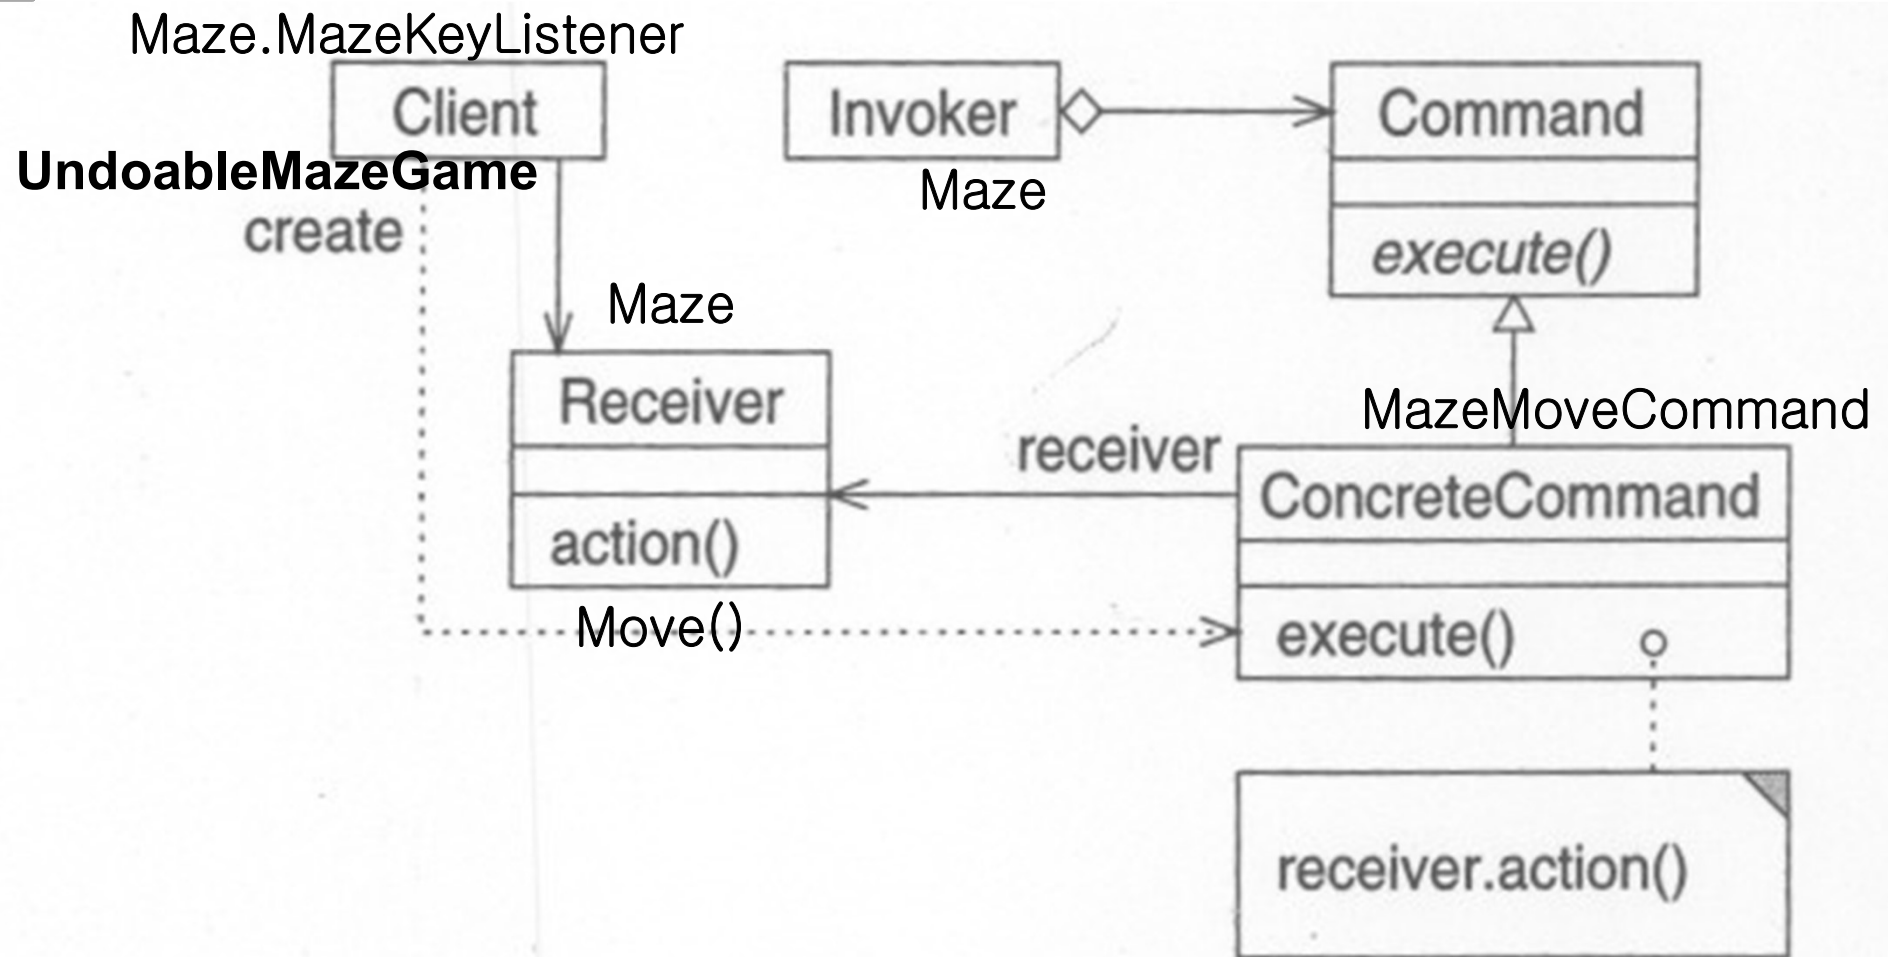 Maze.MazeKeyListener
Client
UndoableMazeGame
create
Invoker
Maze
Command
execute()
Maze
Receiver
action()
Move()
receiver
MazeMoveCommand
ConcreteCommand
execute()
receiver.action()